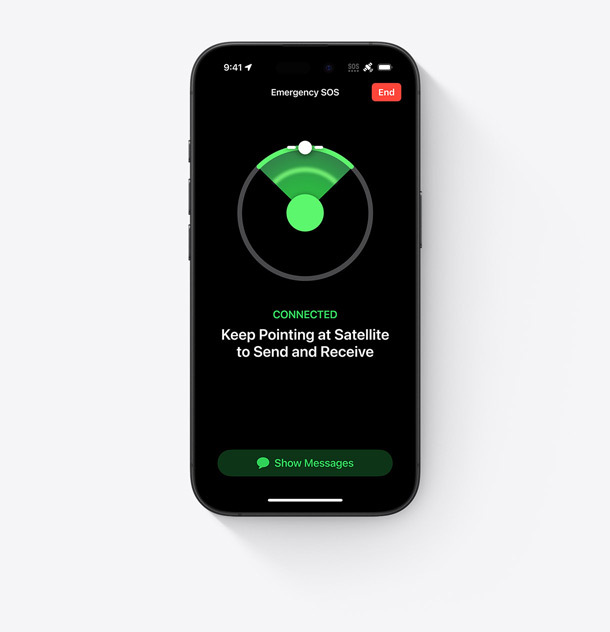 9:41 SOS
Emergency SOS End
CONNECTED
Keep Pointing at Satellite
to Send and Receive
Show Messages